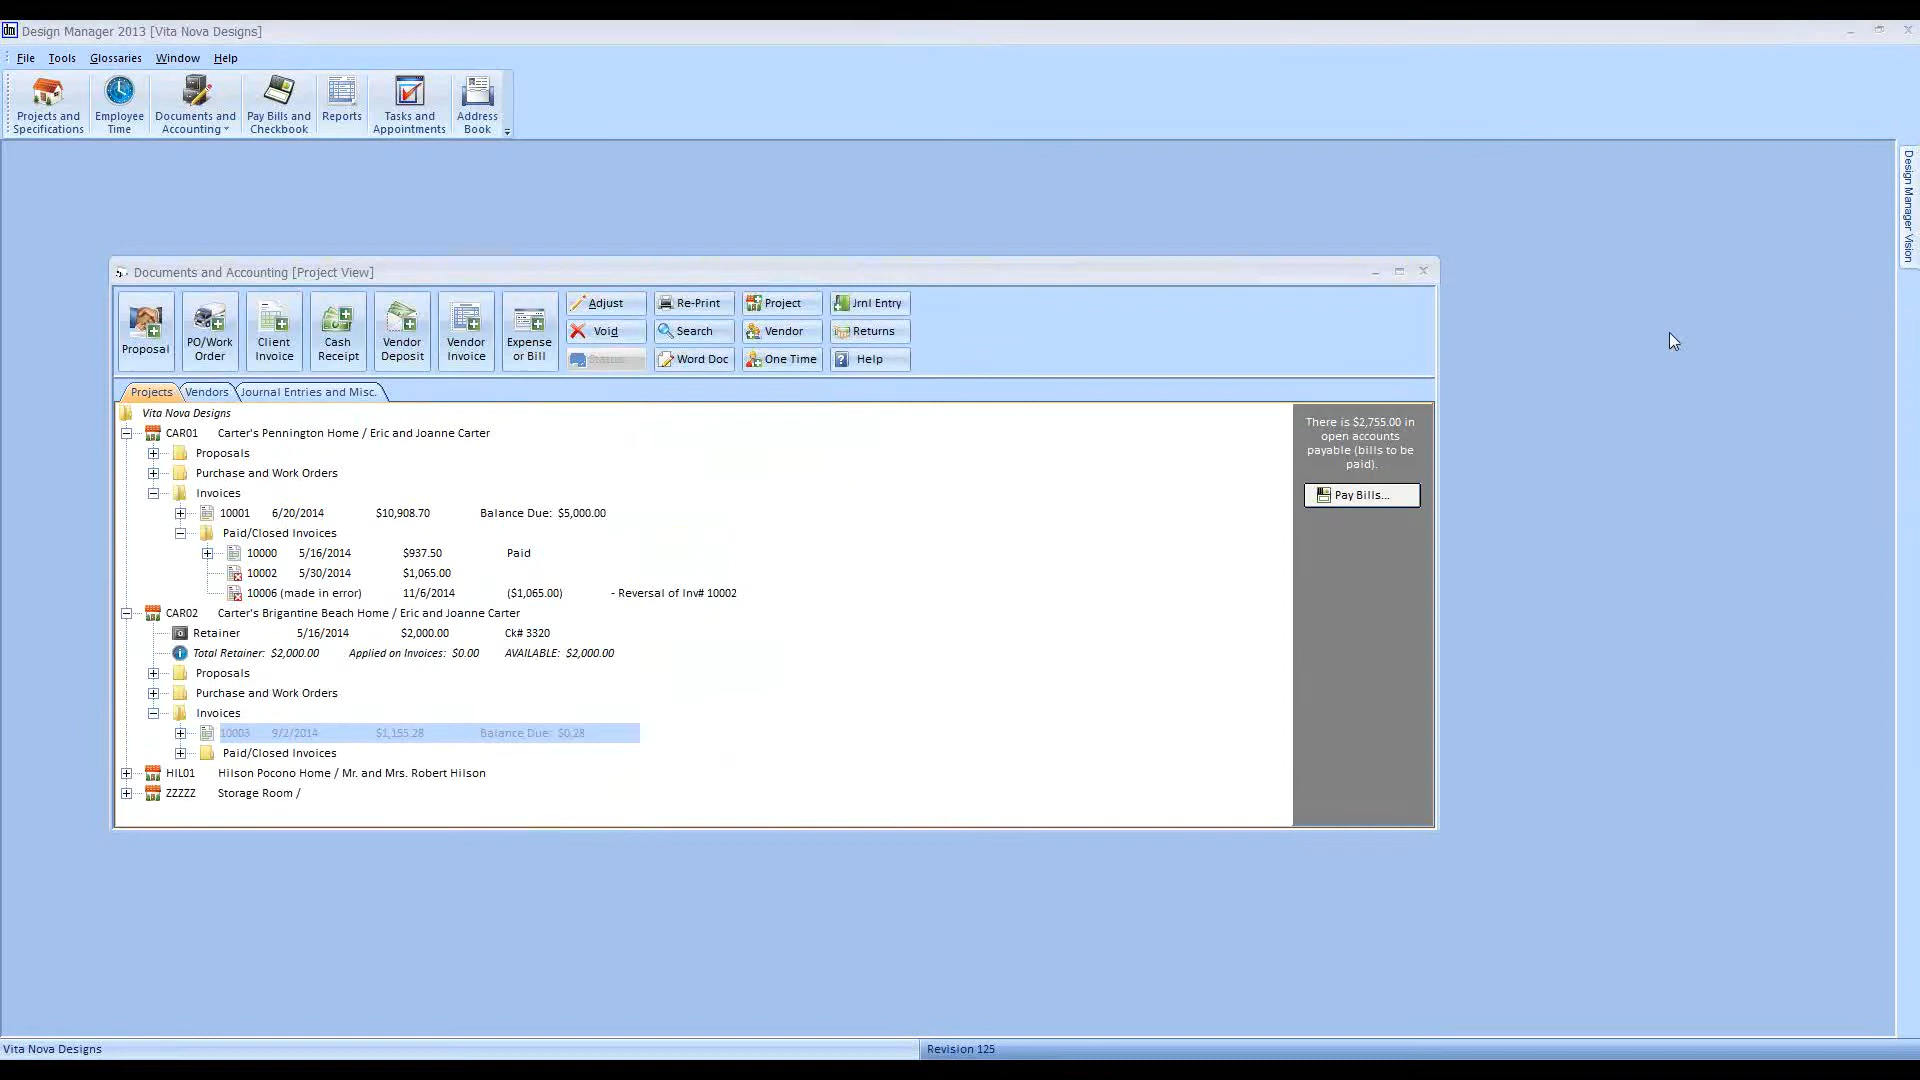 dm Design Manager 2013 [Vita Nova Designs]
File Tools Glossaries Window Help
Projects and Specifications
Employee Time
Documents and Accounting
Pay Bills and Checkbook
Reports
Tasks and Appointments
Address Book
Design Manager Vision
Documents and Accounting [Project View]
Proposal
PO/Work Order
Client Invoice
Cash Receipt
Vendor Deposit
Vendor Invoice
Expense or Bill
Adjust Re-Print Project Jrnl Entry
Void Search Vendor Returns
Status Word Doc One Time Help
Projects Vendors Journal Entries and Misc.
Vita Nova Designs
CAR01 Carter's Pennington Home / Eric and Joanne Carter
Proposals
Purchase and Work Orders
Invoices
10001 6/20/2014 $10,908.70 Balance Due: $5,000.00
Paid/Closed Invoices
10000 5/16/2014 $937.50 Paid
10002 5/30/2014 $1,065.00
10006 (made in error) 11/6/2014 ($1,065.00) - Reversal of Inv# 10002
CAR02 Carter's Brigantine Beach Home / Eric and Joanne Carter
Retainer 5/16/2014 $2,000.00 Ck# 3320
Total Retainer: $2,000.00 Applied on Invoices: $0.00 AVAILABLE: $2,000.00
Proposals
Purchase and Work Orders
Invoices
10003 9/2/2014 $1,155.28 Balance Due: $0.28
Paid/Closed Invoices
HIL01 Hilson Pocono Home / Mr. and Mrs. Robert Hilson
ZZZZZ Storage Room /
There is $2,755.00 in
open accounts
payable (bills to be
paid).
Pay Bills...
Vita Nova Designs
Revision 125